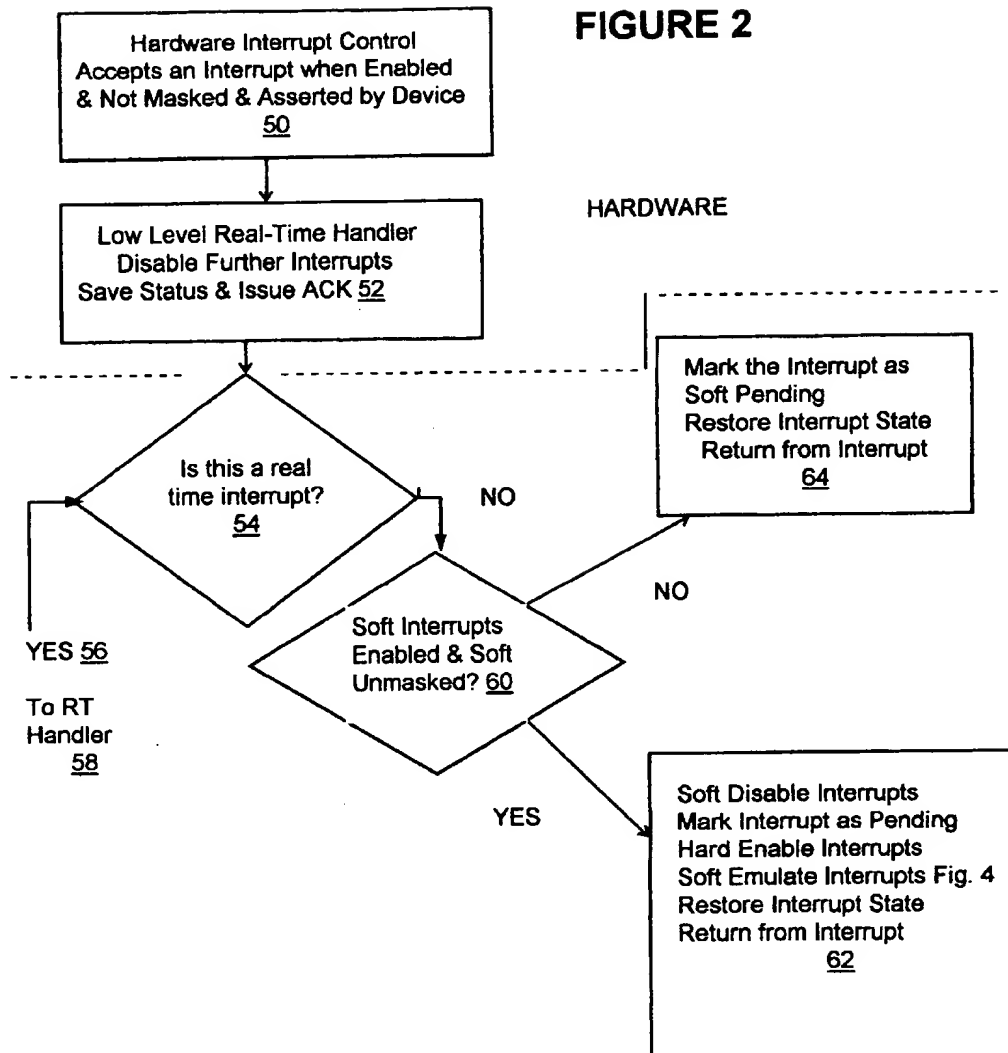 FIGURE 2
Hardware Interrupt Control
Accepts an Interrupt when Enabled
& Not Masked & Asserted by Device
50
HARDWARE
Low Level Real-Time Handler
Disable Further Interrupts
Save Status & Issue ACK 52
Mark the Interrupt as
Soft Pending
Restore Interrupt State
Return from Interrupt
64
Is this a real
time interrupt?
54
NO
NO
Soft Interrupts
Enabled & Soft
Unmasked? 60
YES 56
To RT
Handler
58
YES
Soft Disable Interrupts
Mark Interrupt as Pending
Hard Enable Interrupts
Soft Emulate Interrupts Fig. 4
Restore Interrupt State
Return from Interrupt
62